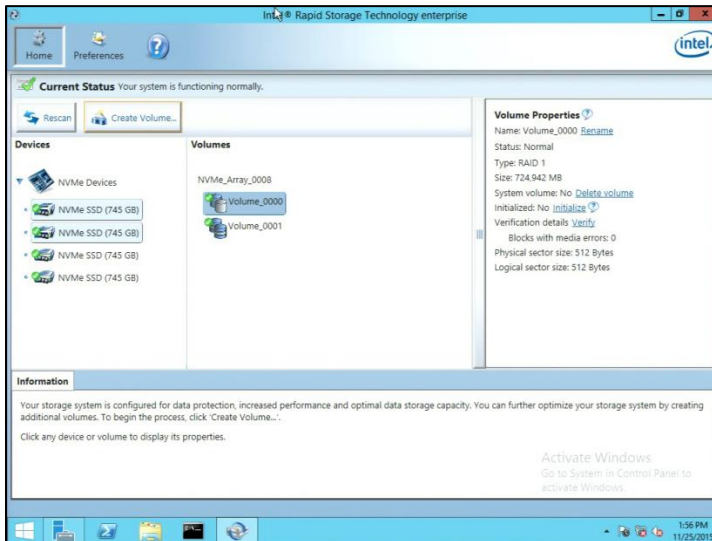 Intel® Rapid Storage Technology enterprise
Home
Preferences
?
intel
Current Status Your system is functioning normally.
Rescan
Create Volume...
Devices
NVMe Devices
NVMe SSD (745 GB)
NVMe SSD (745 GB)
NVMe SSD (745 GB)
NVMe SSD (745 GB)
Volumes
NVMe_Array_0008
Volume_0000
Volume_0001
Volume Properties ?
Name: Volume_0000 Rename
Status: Normal
Type: RAID 1
Size: 724,942 MB
System volume: No Delete volume
Initialized: No Initialize ?
Verification details Verify
Blocks with media errors: 0
Physical sector size: 512 Bytes
Logical sector size: 512 Bytes
Information
Your storage system is configured for data protection, increased performance and optimal data storage capacity. You can further optimize your storage system by creating
additional volumes. To begin the process, click 'Create Volume...'.
Click any device or volume to display its properties.
Activate Windows
Go to System in Control Panel to
activate Windows.
1:56 PM
11/25/2015